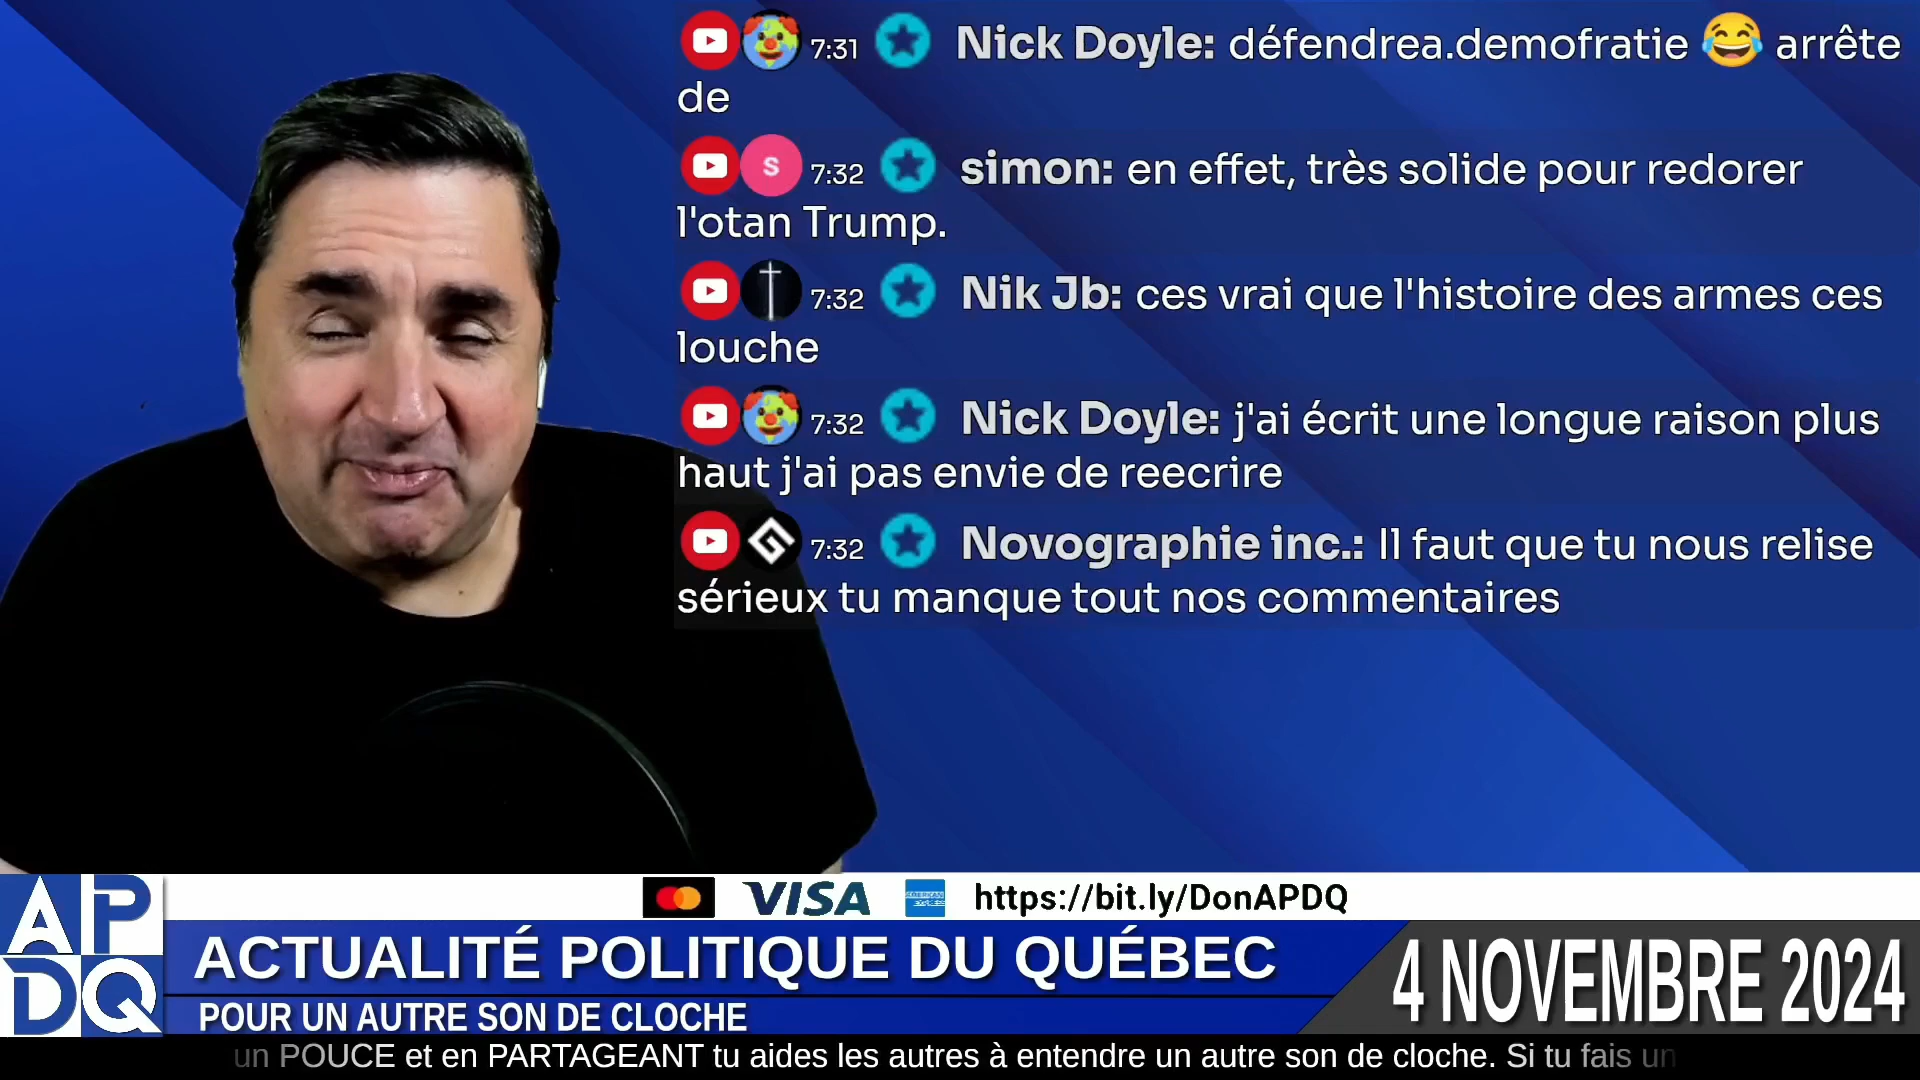 7:31 Nick Doyle: défendrea.demofratie 😂 arrête
de
S 7:32 simon: en effet, très solide pour redorer
l'otan Trump.
7:32 Nik Jb: ces vrai que l'histoire des armes ces
louche
7:32 Nick Doyle: j'ai écrit une longue raison plus
haut j'ai pas envie de reecrire
7:32 Novographie inc.: Il faut que tu nous relise
sérieux tu manque tout nos commentaires
VISA AMERICAN EXPRESS https://bit.ly/DonAPDQ
AP
DQ
ACTUALITÉ POLITIQUE DU QUÉBEC
POUR UN AUTRE SON DE CLOCHE
4 NOVEMBRE 2024
un POUCE et en PARTAGEANT tu aides les autres à entendre un autre son de cloche. Si tu fais un